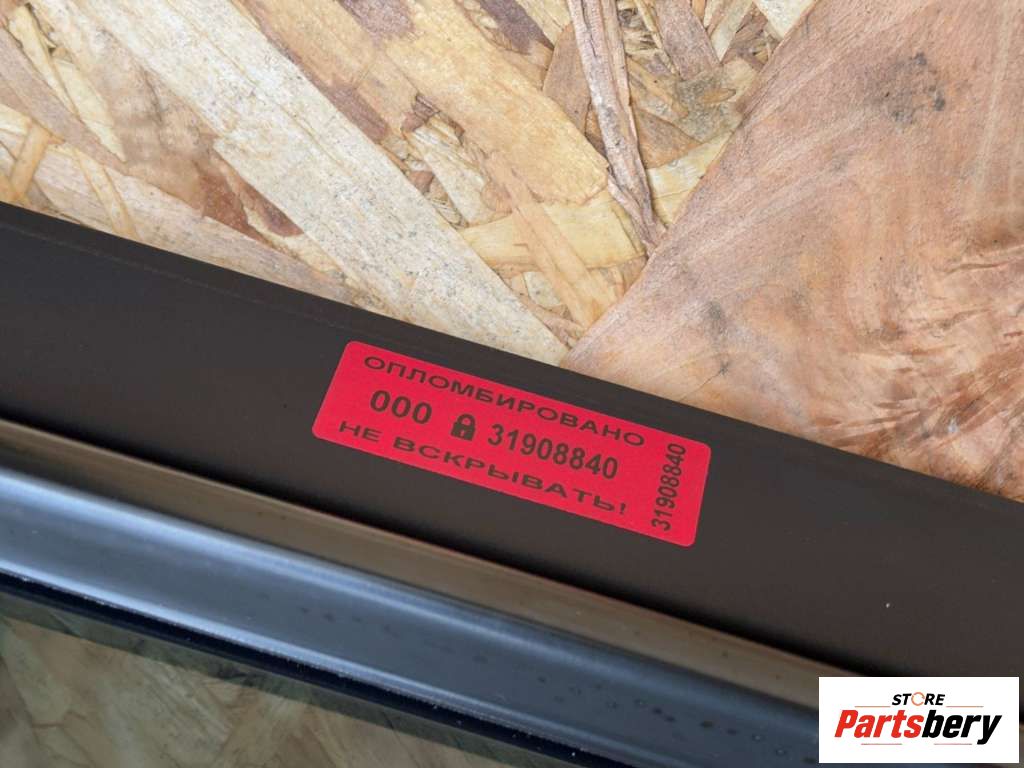 ОПЛОМБИРОВАНО
000 31908840
НЕ ВСКРЫВАТЬ!
31908840
STORE
Partsbery